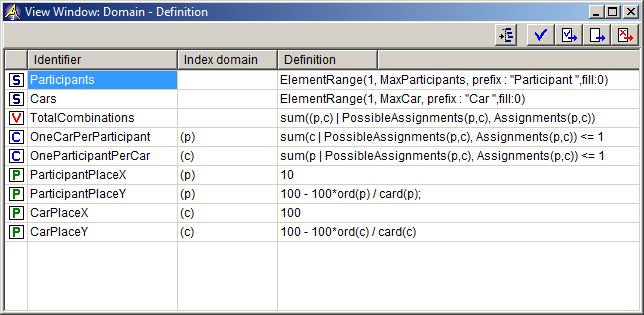 View Window: Domain - Definition
Identifier Index domain Definition
S Participants ElementRange(1, MaxParticipants, prefix : "Participant ",fill:0)
S Cars ElementRange(1, MaxCar, prefix : "Car ",fill:0)
V TotalCombinations sum((p,c) | PossibleAssignments(p,c), Assignments(p,c))
C OneCarPerParticipant (p) sum(c | PossibleAssignments(p,c), Assignments(p,c)) <= 1
C OneParticipantPerCar (c) sum(p | PossibleAssignments(p,c), Assignments(p,c)) <= 1
P ParticipantPlaceX (p) 10
P ParticipantPlaceY (p) 100 - 100*ord(p) / card(p);
P CarPlaceX (c) 100
P CarPlaceY (c) 100 - 100*ord(c) / card(c)